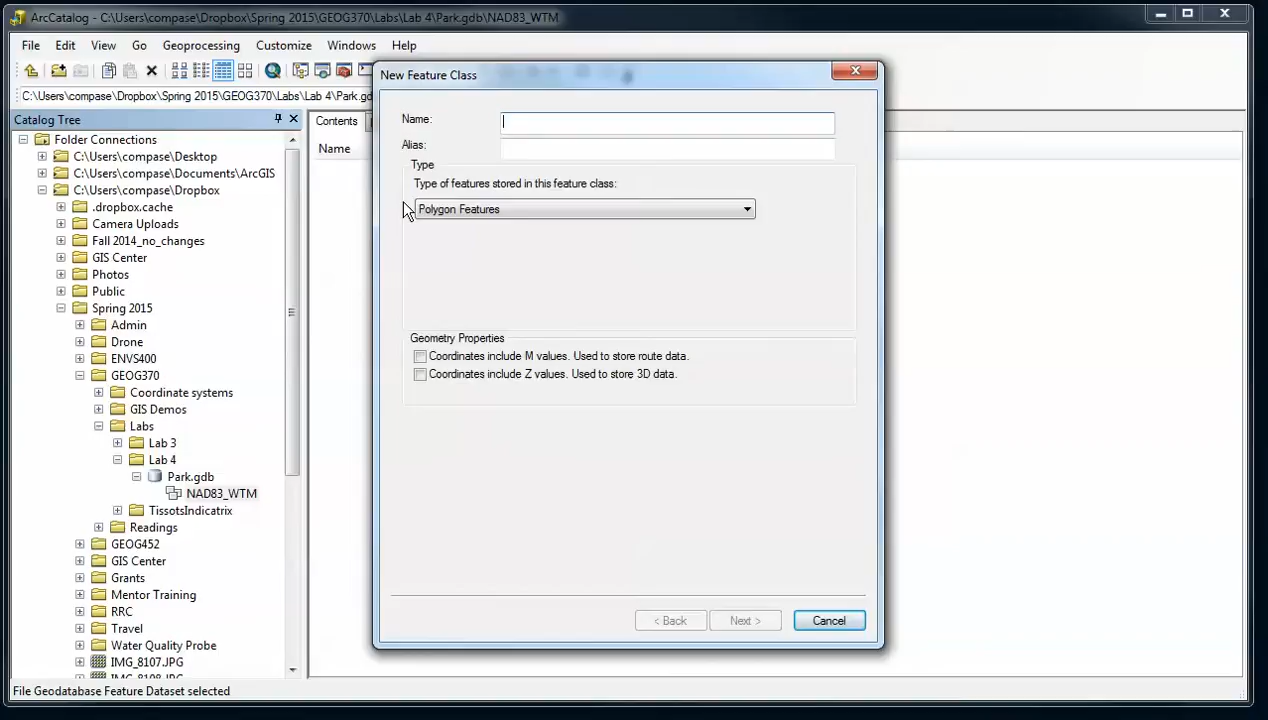 ArcCatalog - C:\Users\compase\Dropbox\Spring 2015\GEOG370\Labs\Lab 4\Park.gdb\NAD83_WTM
File Edit View Go Geoprocessing Customize Windows Help
C:\Users\compase\Dropbox\Spring 2015\GEOG370\Labs\Lab 4\Park.gd
Catalog Tree
Folder Connections
C:\Users\compase\Desktop
C:\Users\compase\Documents\ArcGIS
C:\Users\compase\Dropbox
.dropbox.cache
Camera Uploads
Fall 2014_no_changes
GIS Center
Photos
Public
Spring 2015
Admin
Drone
ENVS400
GEOG370
Coordinate systems
GIS Demos
Labs
Lab 3
Lab 4
Park.gdb
NAD83_WTM
TissotsIndicatrix
Readings
GEOG452
GIS Center
Grants
Mentor Training
RRC
Travel
Water Quality Probe
IMG_8107.JPG
Contents
Name
New Feature Class
Name:
Alias:
Type
Type of features stored in this feature class:
Polygon Features
Geometry Properties
Coordinates include M values. Used to store route data.
Coordinates include Z values. Used to store 3D data.
< Back Next > Cancel
File Geodatabase Feature Dataset selected